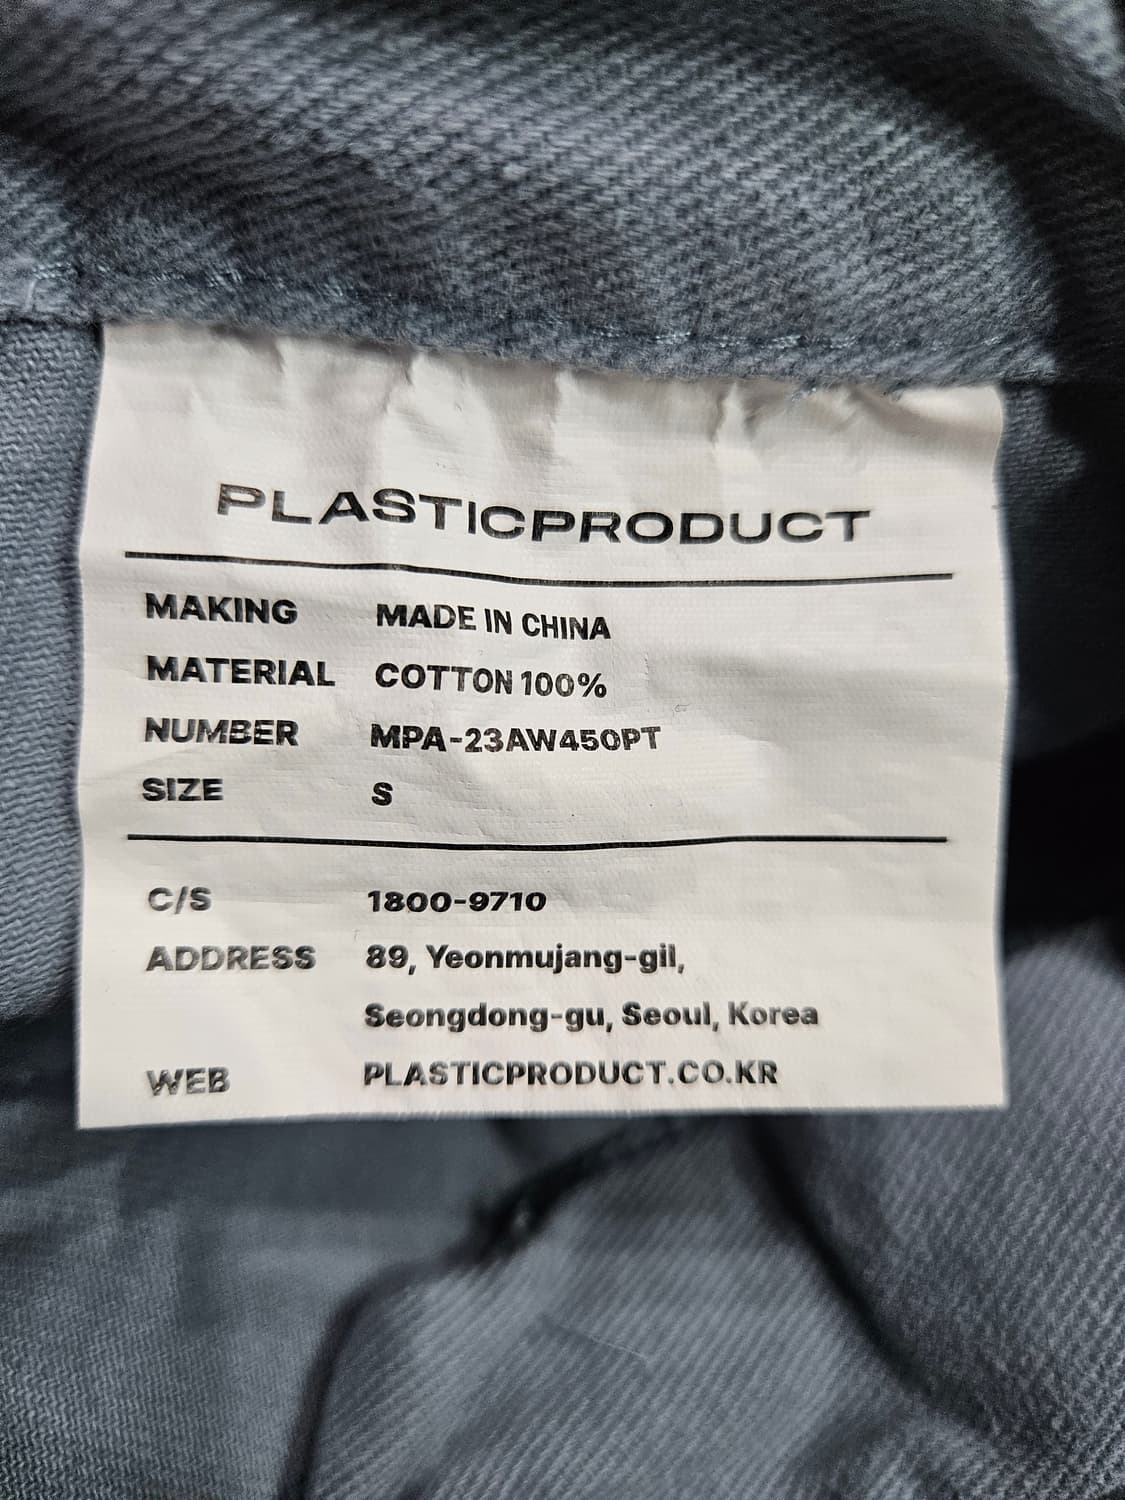 PLASTICPRODUCT
MAKING MADE IN CHINA
MATERIAL COTTON 100%
NUMBER MPA-23AW450PT
SIZE S
C/S 1800-9710
ADDRESS 89, Yeonmujang-gil,
Seongdong-gu, Seoul, Korea
WEB PLASTICPRODUCT.CO.KR